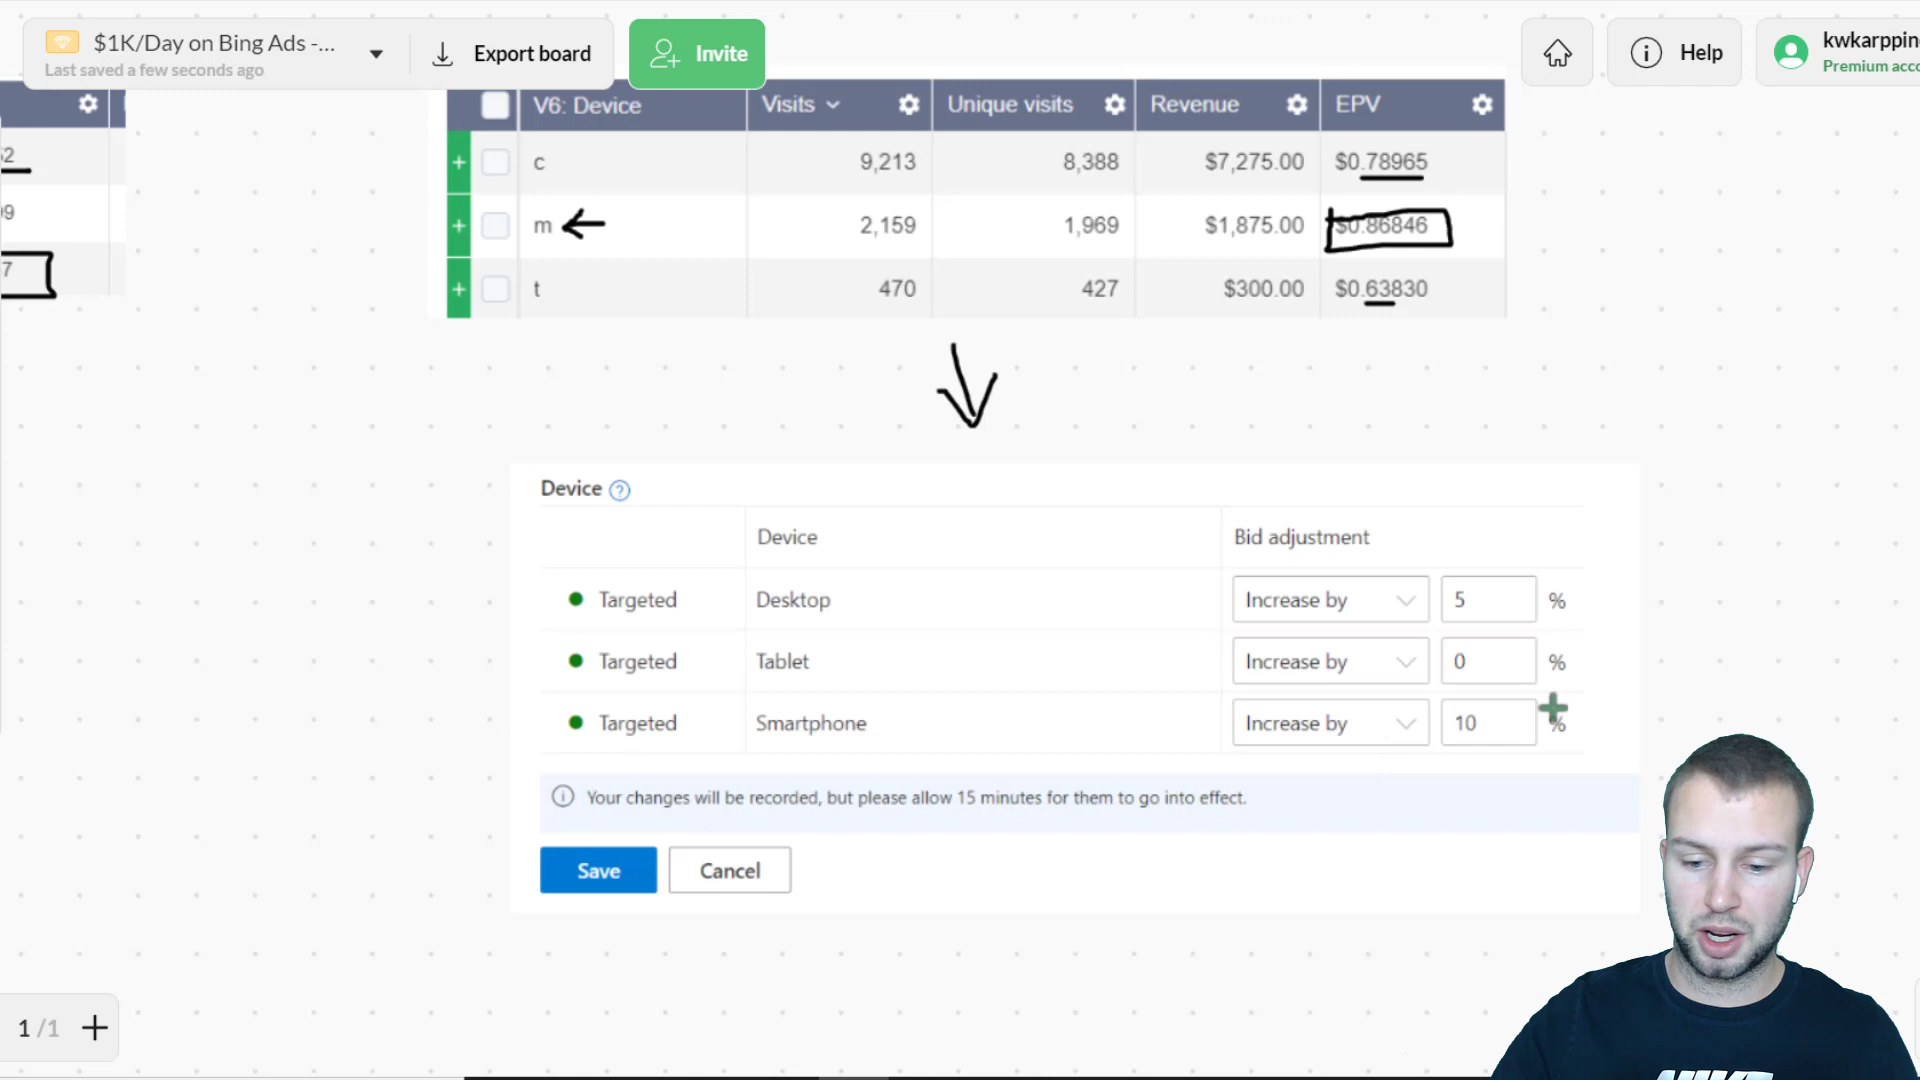 $1K/Day on Bing Ads -...
Last saved a few seconds ago
Export board
Invite
Help
kwkarppin
Premium acco
V6: Device Visits Unique visits Revenue EPV
c 9,213 8,388 $7,275.00 $0.78965
m 2,159 1,969 $1,875.00 $0.86846
t 470 427 $300.00 $0.63830
52
99
7
Device ?
Device Bid adjustment
Targeted Desktop Increase by 5 %
Targeted Tablet Increase by 0 %
Targeted Smartphone Increase by 10 %
Your changes will be recorded, but please allow 15 minutes for them to go into effect.
Save Cancel
1 /1